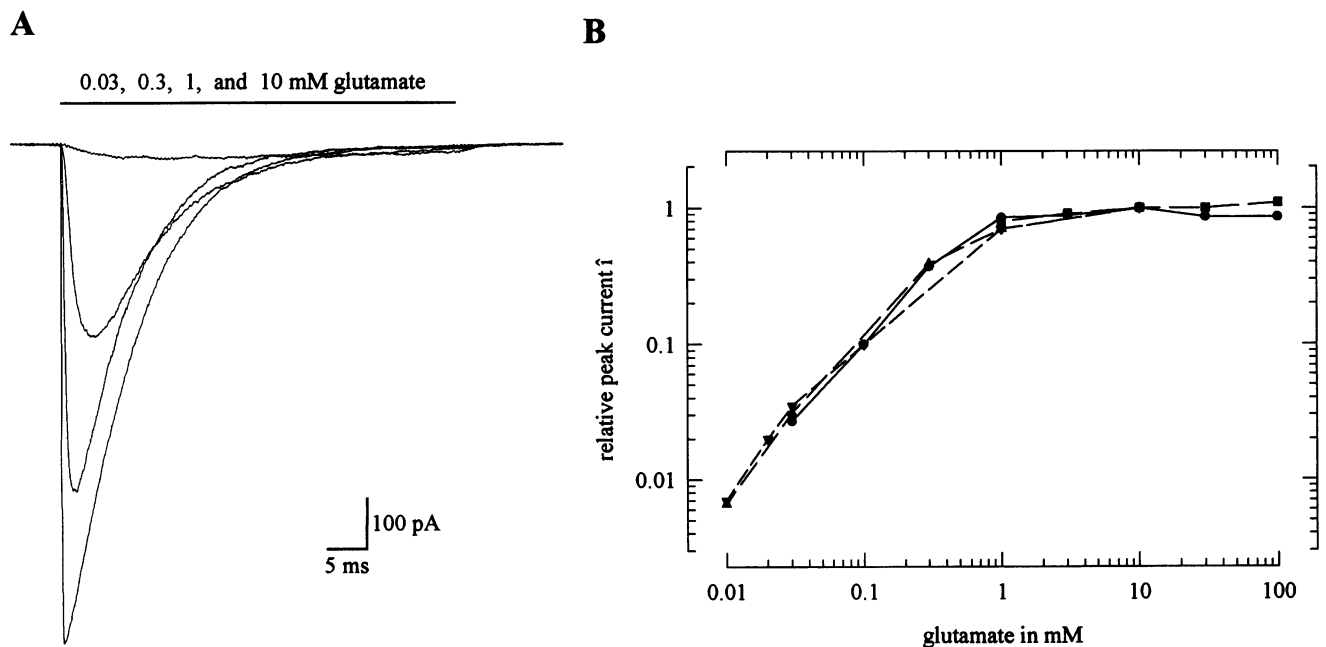 A
0.03, 0.3, 1, and 10 mM glutamate
100 pA
5 ms
B
relative peak current î
1
0.1
0.01
0.01 0.1 1 10 100
glutamate in mM